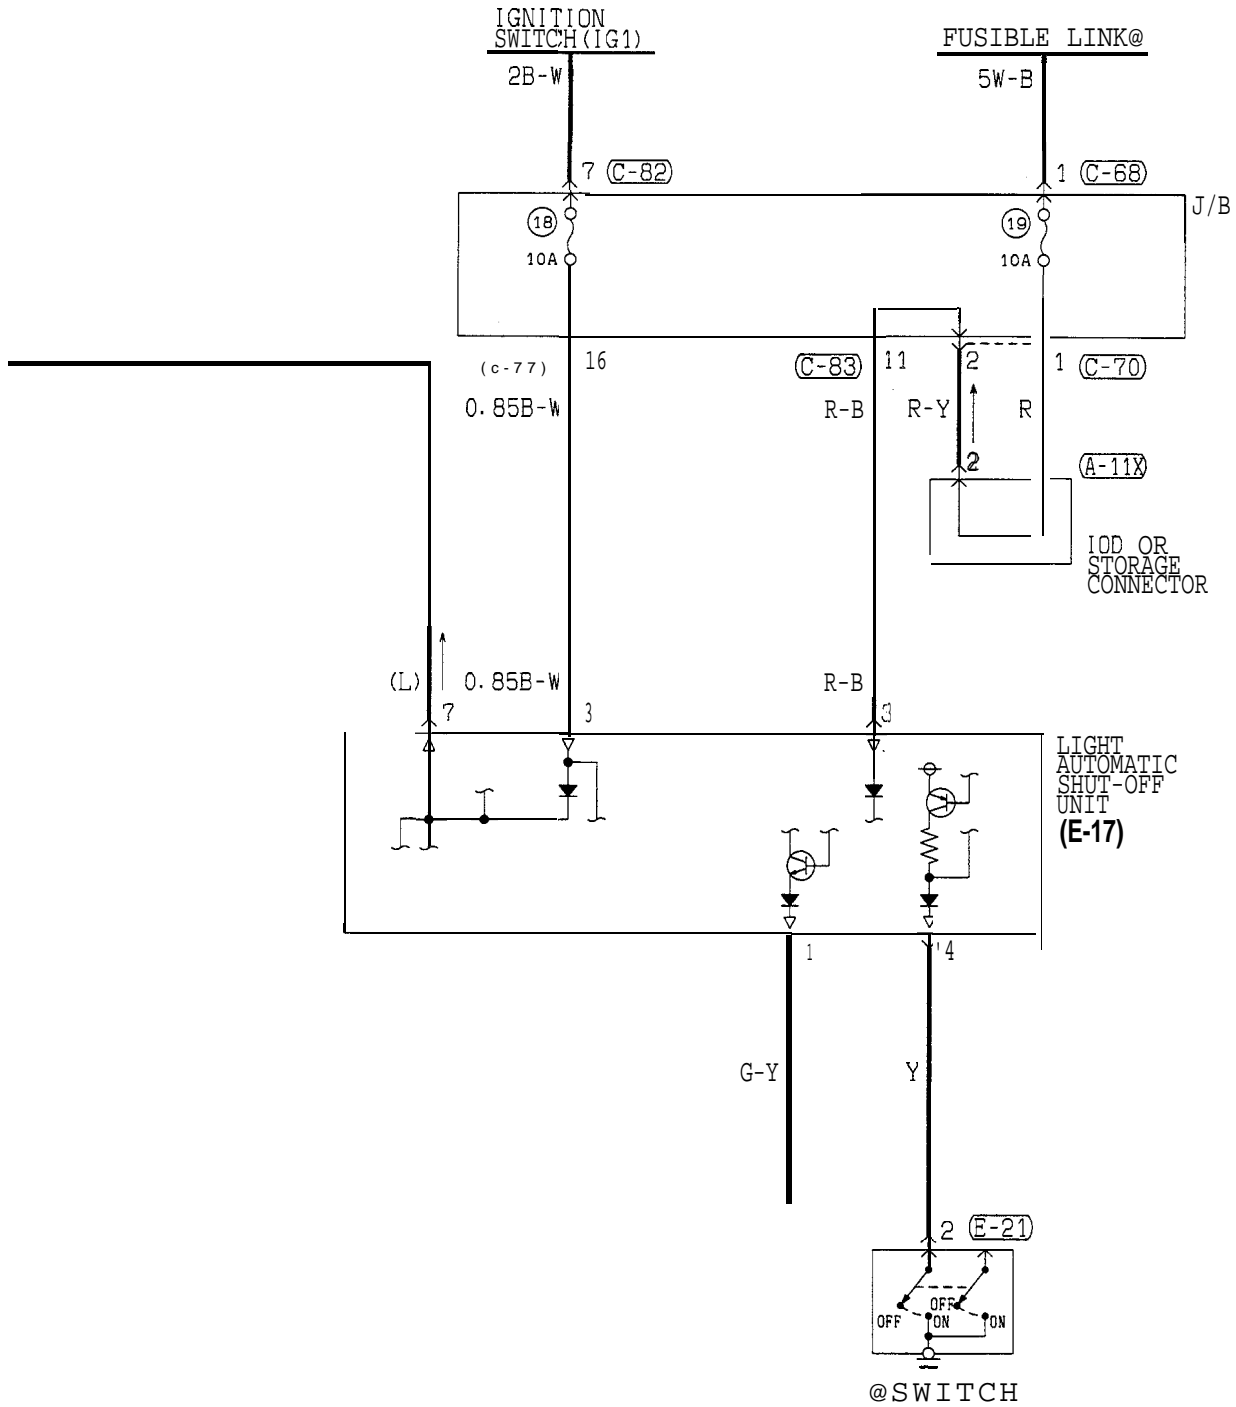 IGNITION
SWITCH(IG1)
FUSIBLE LINK@
2B-W
5W-B
7 (C-82)
1 (C-68)
J/B
18
19
10A
10A
(c-77)
16
(C-83)
11
2
1
(C-70)
0.85B-W
R-B
R-Y
R
2
(A-11X)
IOD OR
STORAGE
CONNECTOR
(L)
0.85B-W
R-B
7
3
3
LIGHT
AUTOMATIC
SHUT-OFF
UNIT
(E-17)
1
'4
G-Y
Y
2 (E-21)
OFF
OFF
ON
ON
@SWITCH